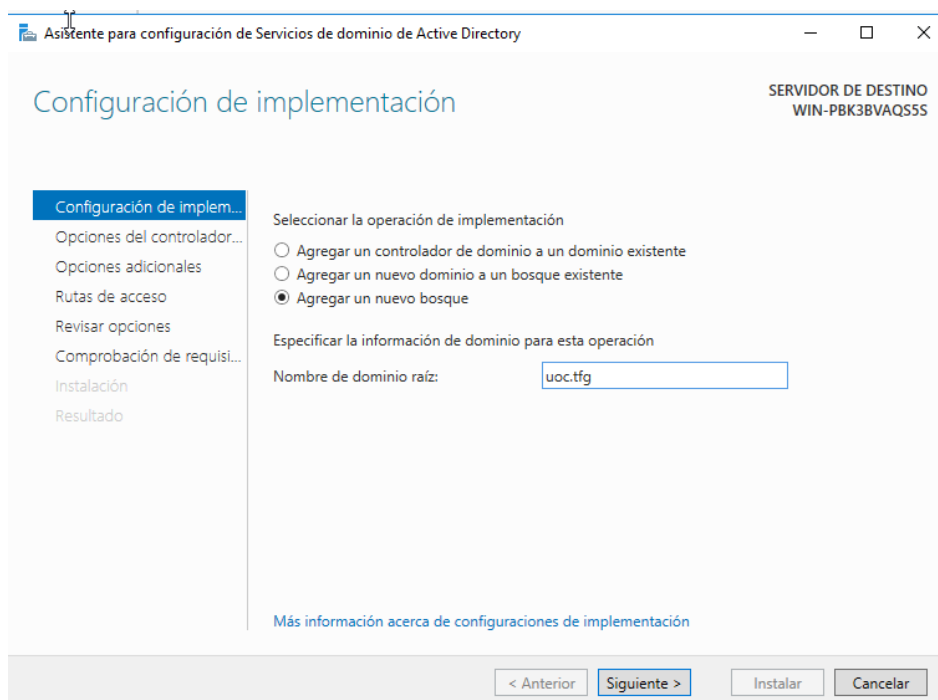 Asistente para configuración de Servicios de dominio de Active Directory
Configuración de implementación
SERVIDOR DE DESTINO
WIN-PBK3BVAQS5S
Configuración de implem...
Opciones del controlador...
Opciones adicionales
Rutas de acceso
Revisar opciones
Comprobación de requisi...
Instalación
Resultado
Seleccionar la operación de implementación
Agregar un controlador de dominio a un dominio existente
Agregar un nuevo dominio a un bosque existente
Agregar un nuevo bosque
Especificar la información de dominio para esta operación
Nombre de dominio raíz: uoc.tfg
Más información acerca de configuraciones de implementación
< Anterior Siguiente > Instalar Cancelar